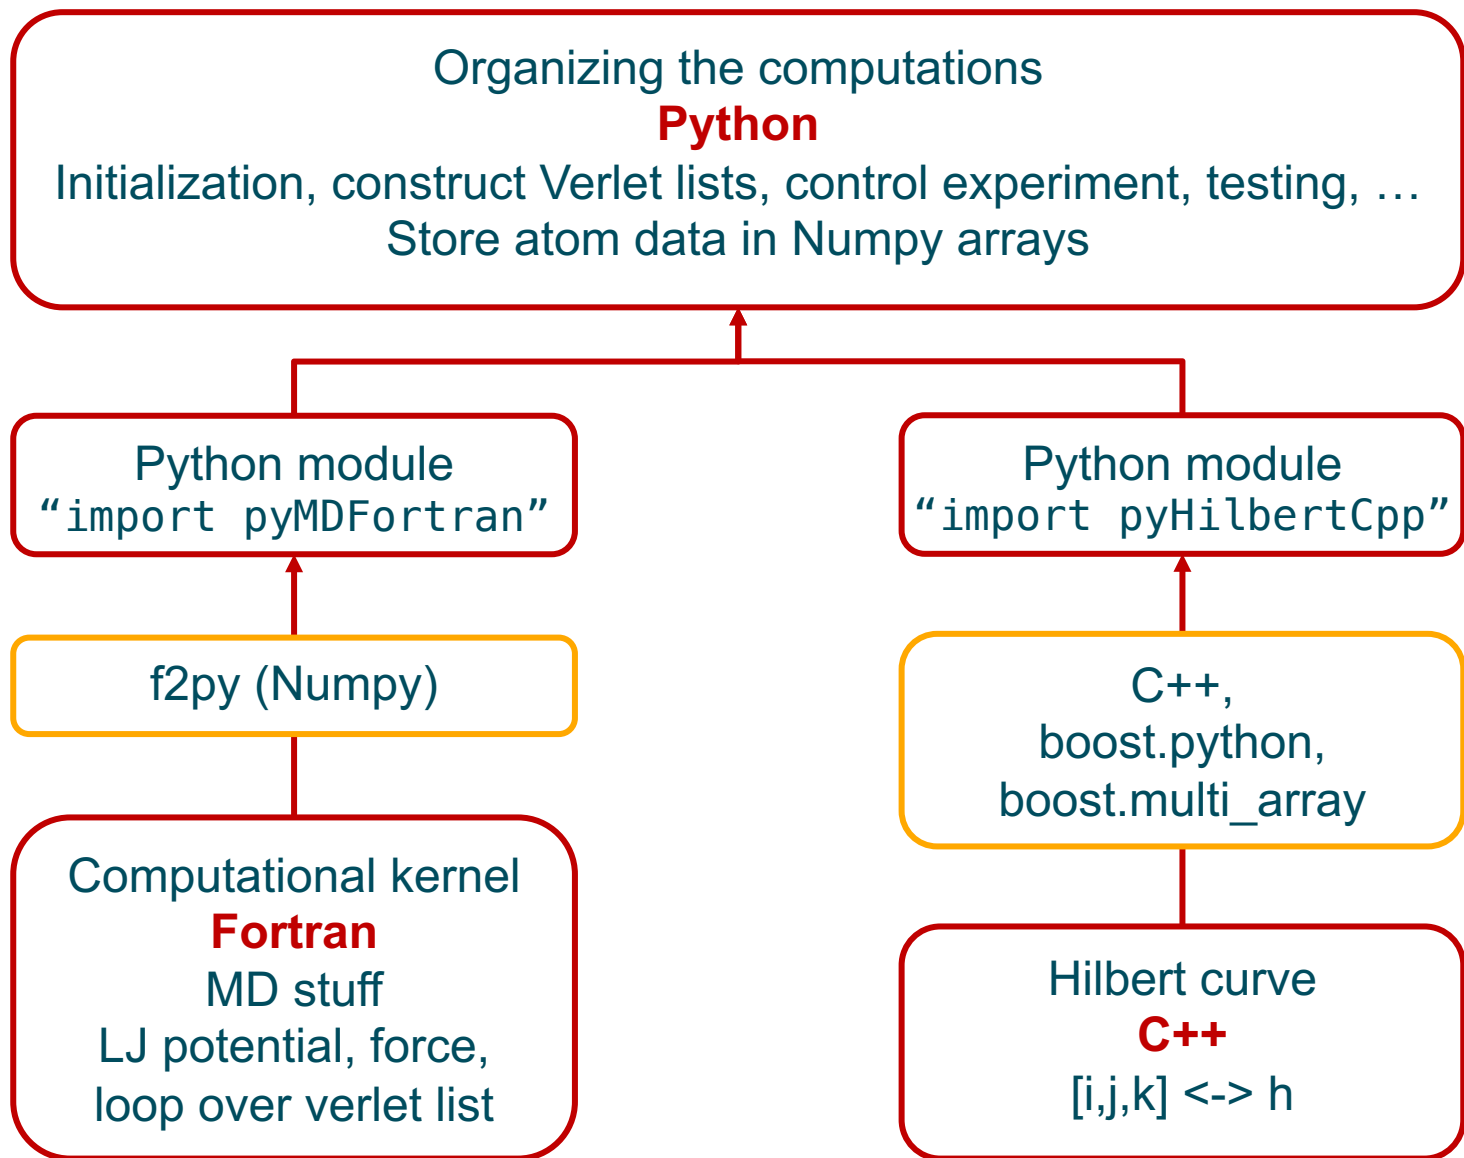 Organizing the computations
Python
Initialization, construct Verlet lists, control experiment, testing, …
Store atom data in Numpy arrays
Python module
“import pyMDFortran”
Python module
“import pyHilbertCpp”
f2py (Numpy)
C++,
boost.python,
boost.multi_array
Computational kernel
Fortran
MD stuff
LJ potential, force,
loop over verlet list
Hilbert curve
C++
[i,j,k] <-> h